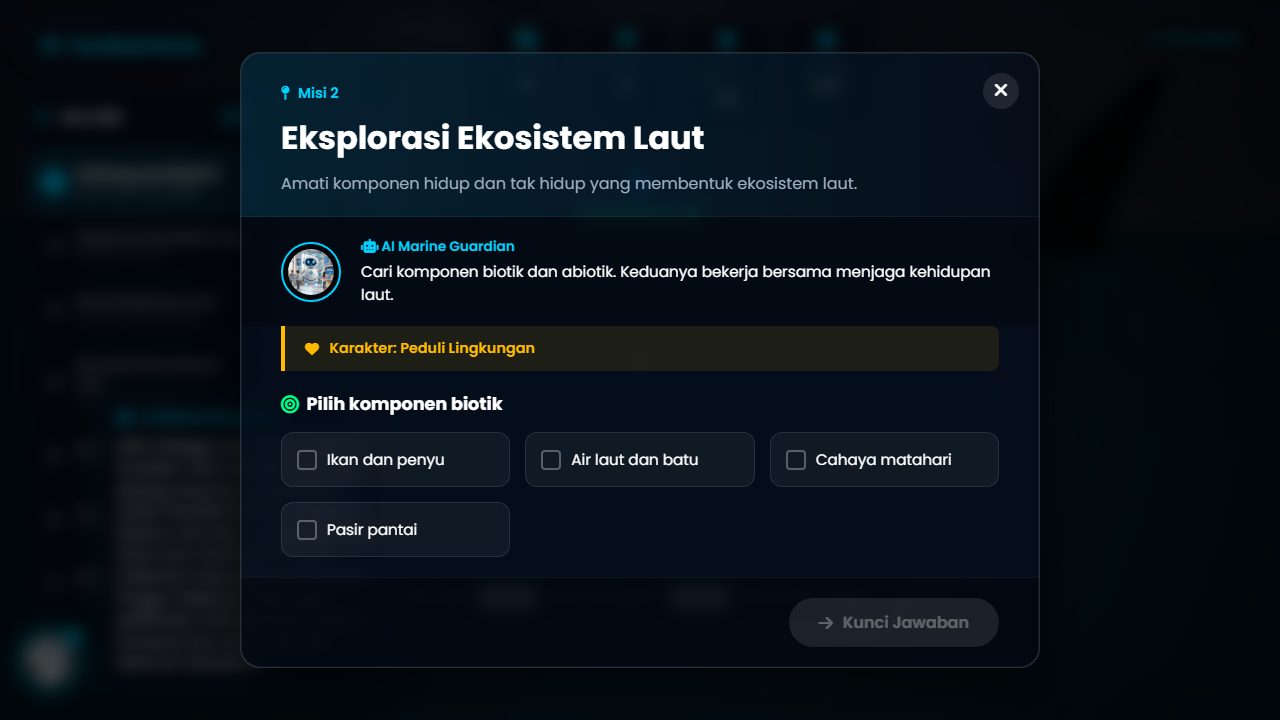 Misi 2
Eksplorasi Ekosistem Laut
Amati komponen hidup dan tak hidup yang membentuk ekosistem laut.
AI Marine Guardian
Cari komponen biotik dan abiotik. Keduanya bekerja bersama menjaga kehidupan
laut.
Karakter: Peduli Lingkungan
Pilih komponen biotik
Ikan dan penyu
Air laut dan batu
Cahaya matahari
Pasir pantai
Kunci Jawaban